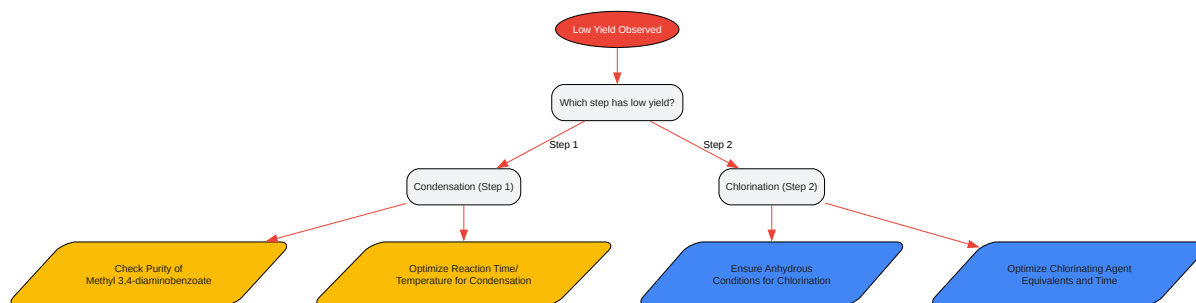 Low Yield Observed
Which step has low yield?
Step 1
Step 2
Condensation (Step 1)
Chlorination (Step 2)
Check Purity of
Methyl 3,4-diaminobenzoate
Optimize Reaction Time/
Temperature for Condensation
Ensure Anhydrous
Conditions for Chlorination
Optimize Chlorinating Agent
Equivalents and Time